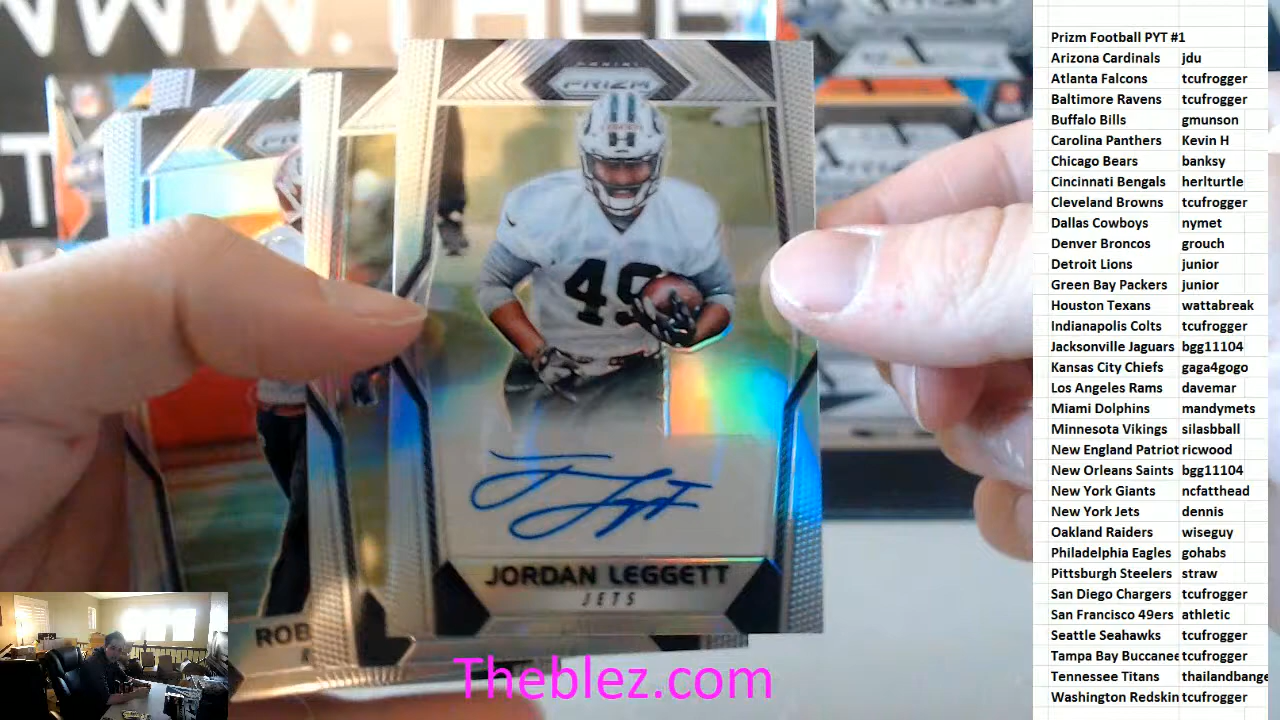 WWW.THEB
ST
PANINI
PRIZM
49
JORDAN LEGGETT
JETS
ROB
Theblez.com
Prizm Football PYT #1
Arizona Cardinals jdu
Atlanta Falcons tcufrogger
Baltimore Ravens tcufrogger
Buffalo Bills gmunson
Carolina Panthers Kevin H
Chicago Bears banksy
Cincinnati Bengals herlturtle
Cleveland Browns tcufrogger
Dallas Cowboys nymet
Denver Broncos grouch
Detroit Lions junior
Green Bay Packers junior
Houston Texans wattabreak
Indianapolis Colts tcufrogger
Jacksonville Jaguars bgg11104
Kansas City Chiefs gaga4gogo
Los Angeles Rams davemar
Miami Dolphins mandymets
Minnesota Vikings silasbball
New England Patriot ricwood
New Orleans Saints bgg11104
New York Giants ncfatthead
New York Jets dennis
Oakland Raiders wiseguy
Philadelphia Eagles gohabs
Pittsburgh Steelers straw
San Diego Chargers tcufrogger
San Francisco 49ers athletic
Seattle Seahawks tcufrogger
Tampa Bay Buccanee tcufrogger
Tennessee Titans thailandbange
Washington Redskin tcufrogger